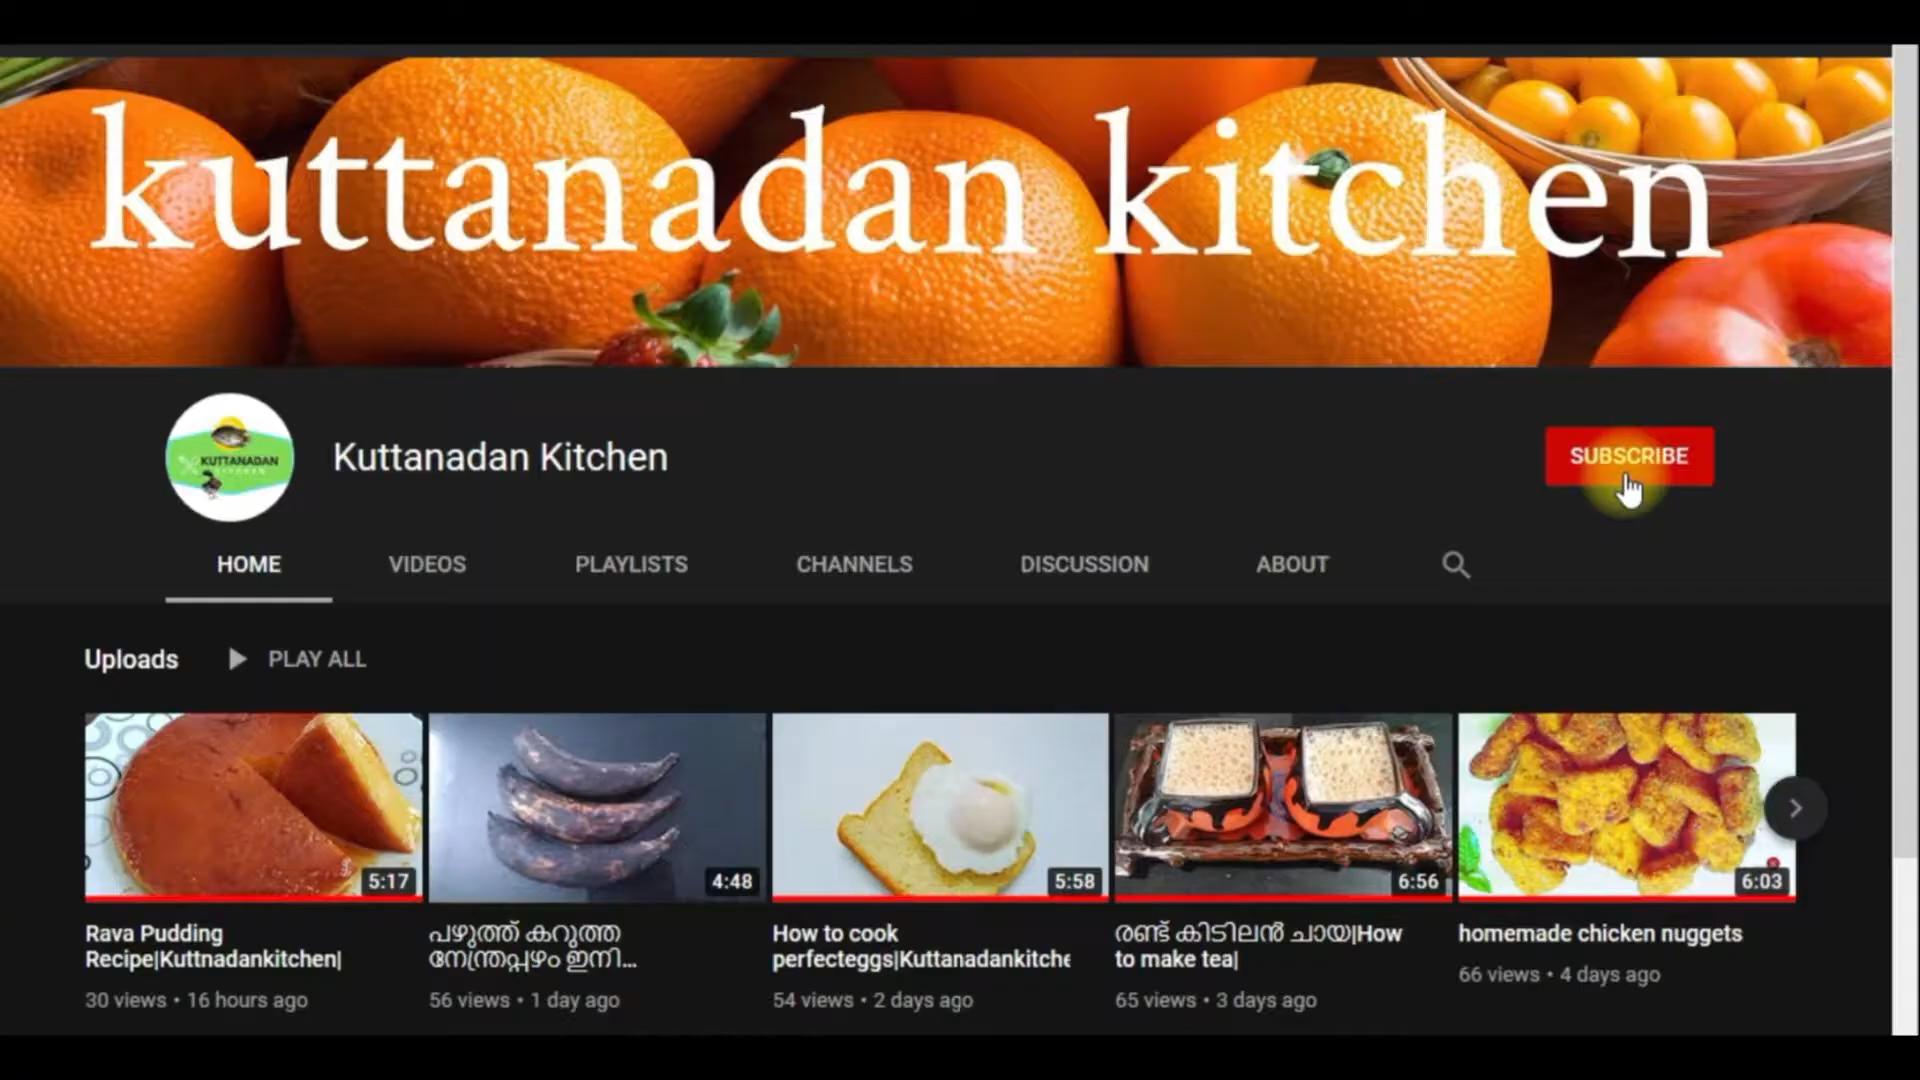 kuttanadan kitchen
KUTTANADAN
Kuttanadan Kitchen
SUBSCRIBE
HOME VIDEOS PLAYLISTS CHANNELS DISCUSSION ABOUT
Uploads PLAY ALL
5:17 4:48 5:58 6:56 6:03
Rava Pudding
Recipe|Kuttnadankitchen|
30 views • 16 hours ago
പഴുത്ത് കറുത്ത
നേന്ത്രപ്പഴം ഇനി...
56 views • 1 day ago
How to cook
perfecteggs|Kuttanadankitche
54 views • 2 days ago
രണ്ട് കിടിലൻ ചായ|How
to make tea|
65 views • 3 days ago
homemade chicken nuggets
66 views • 4 days ago